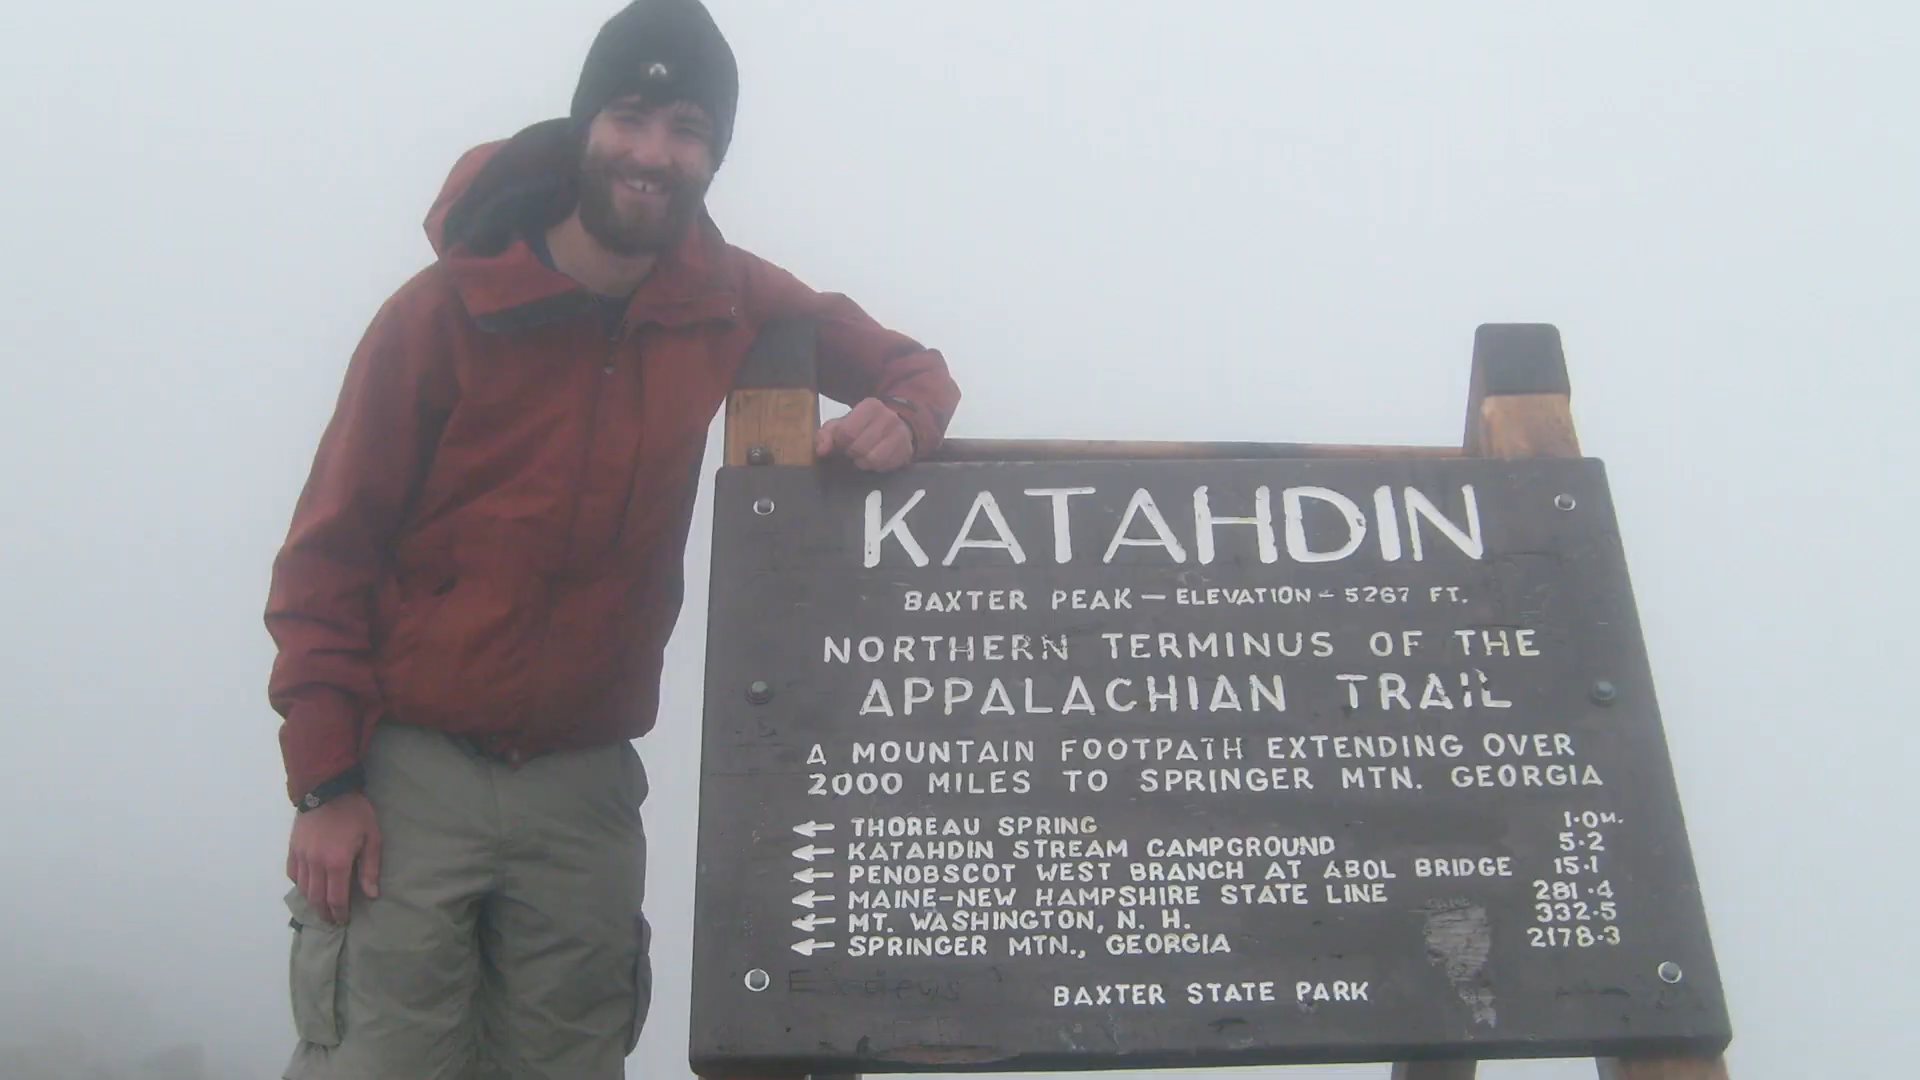 KATAHDIN
BAXTER PEAK — ELEVATION – 5267 FT.
NORTHERN TERMINUS OF THE
APPALACHIAN TRAIL
A MOUNTAIN FOOTPATH EXTENDING OVER
2000 MILES TO SPRINGER MTN. GEORGIA
← THOREAU SPRING 1·0 M.
← KATAHDIN STREAM CAMPGROUND 5·2
← PENOBSCOT WEST BRANCH AT ABOL BRIDGE 15·1
← MAINE–NEW HAMPSHIRE STATE LINE 281·4
← MT. WASHINGTON, N. H. 332·5
← SPRINGER MTN., GEORGIA 2178·3
BAXTER STATE PARK